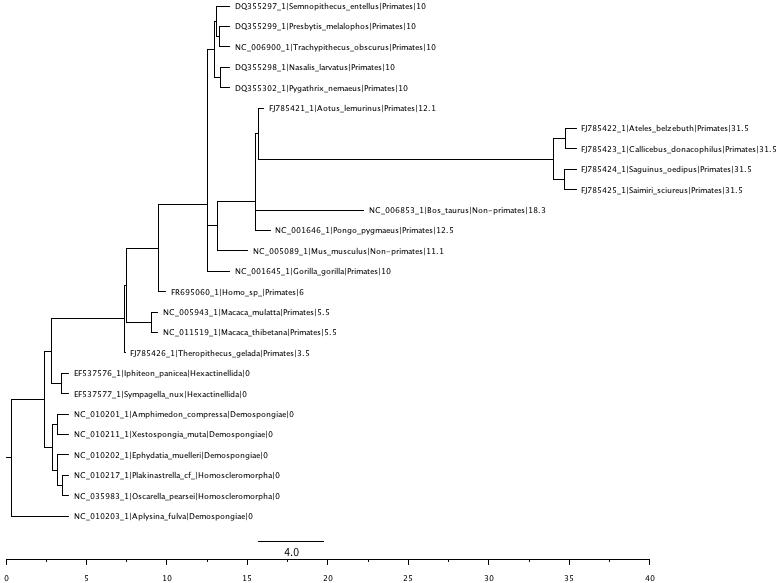 DQ355297_1|Semnopithecus_entellus|Primates|10
DQ355299_1|Presbytis_melalophos|Primates|10
NC_006900_1|Trachypithecus_obscurus|Primates|10
DQ355298_1|Nasalis_larvatus|Primates|10
DQ355302_1|Pygathrix_nemaeus|Primates|10
FJ785421_1|Aotus_lemurinus|Primates|12.1
FJ785422_1|Ateles_belzebuth|Primates|31.5
FJ785423_1|Callicebus_donacophilus|Primates|31.5
FJ785424_1|Saguinus_oedipus|Primates|31.5
FJ785425_1|Saimiri_sciureus|Primates|31.5
NC_006853_1|Bos_taurus|Non-primates|18.3
NC_001646_1|Pongo_pygmaeus|Primates|12.5
NC_005089_1|Mus_musculus|Non-primates|11.1
NC_001645_1|Gorilla_gorilla|Primates|10
FR695060_1|Homo_sp_|Primates|6
NC_005943_1|Macaca_mulatta|Primates|5.5
NC_011519_1|Macaca_thibetana|Primates|5.5
FJ785426_1|Theropithecus_gelada|Primates|3.5
EF537576_1|Iphiteon_panicea|Hexactinellida|0
EF537577_1|Sympagella_nux|Hexactinellida|0
NC_010201_1|Amphimedon_compressa|Demospongiae|0
NC_010211_1|Xestospongia_muta|Demospongiae|0
NC_010202_1|Ephydatia_muelleri|Demospongiae|0
NC_010217_1|Plakinastrella_cf_|Homoscleromorpha|0
NC_035983_1|Oscarella_pearsei|Homoscleromorpha|0
NC_010203_1|Aplysina_fulva|Demospongiae|0
4.0
0 5 10 15 20 25 30 35 40